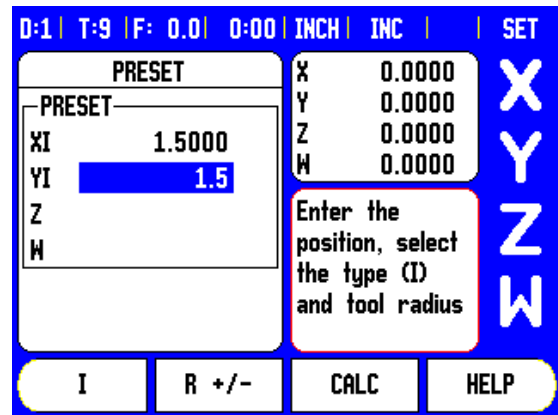 D:1 | T:9 | F: 0.0 | 0:00 | INCH | INC | | SET
PRESET
PRESET
XI 1.5000
YI 1.5
Z
W
X 0.0000
Y 0.0000
Z 0.0000
W 0.0000
Enter the
position, select
the type (I)
and tool radius
X
Y
Z
W
I R +/- CALC HELP